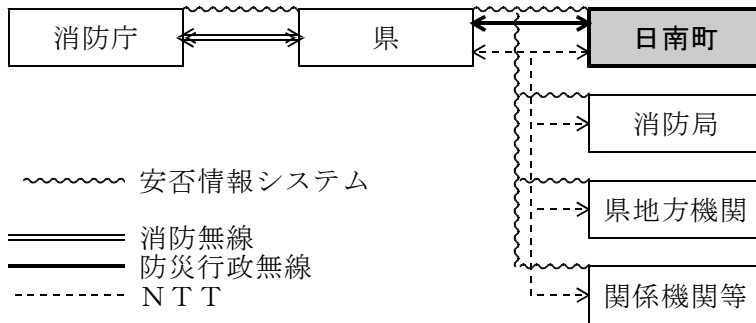 消防庁
県
日南町
消防局
県地方機関
関係機関等
安否情報システム
消防無線
防災行政無線
ＮＴＴ